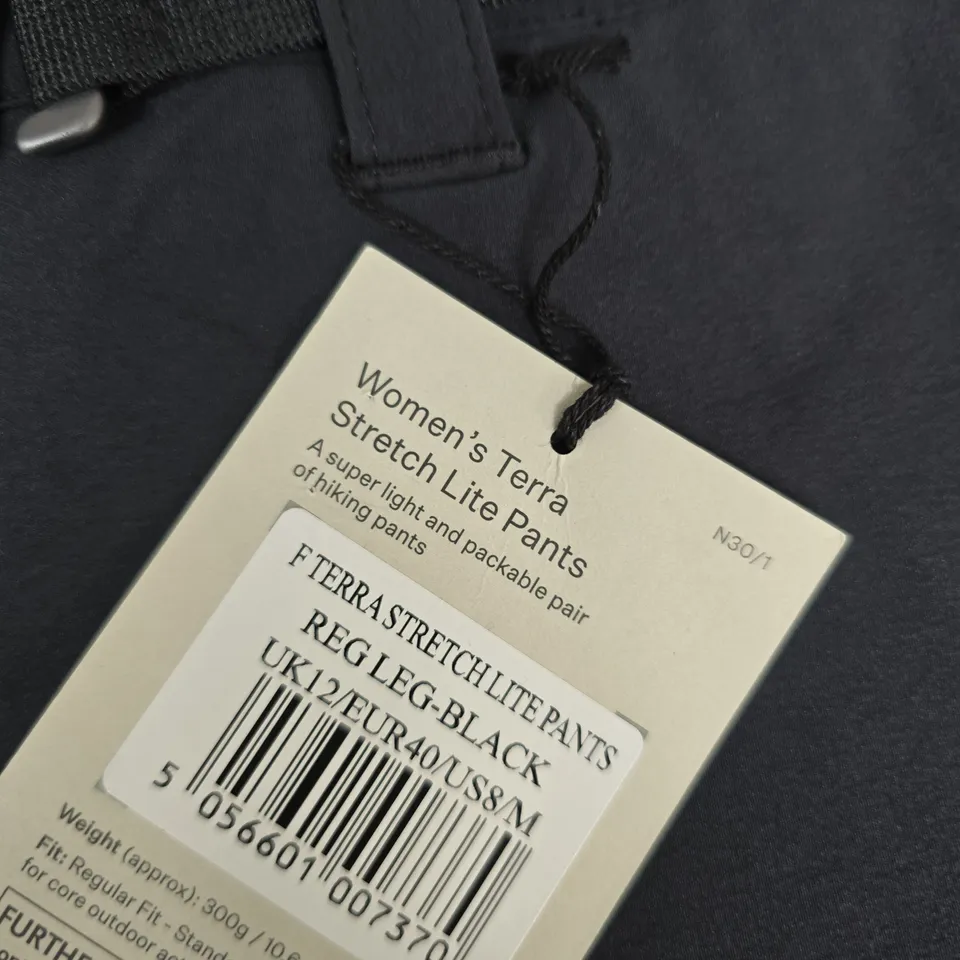 Women's Terra
Stretch Lite Pants
A super light and packable pair
of hiking pants
N30/1
F TERRA STRETCH LITE PANTS
REG LEG-BLACK
UK12/EUR40/US8/M
5 056601 007370
Weight (approx): 300g / 10.6
Fit: Regular Fit - Stand
for core outdoor
FURTHE